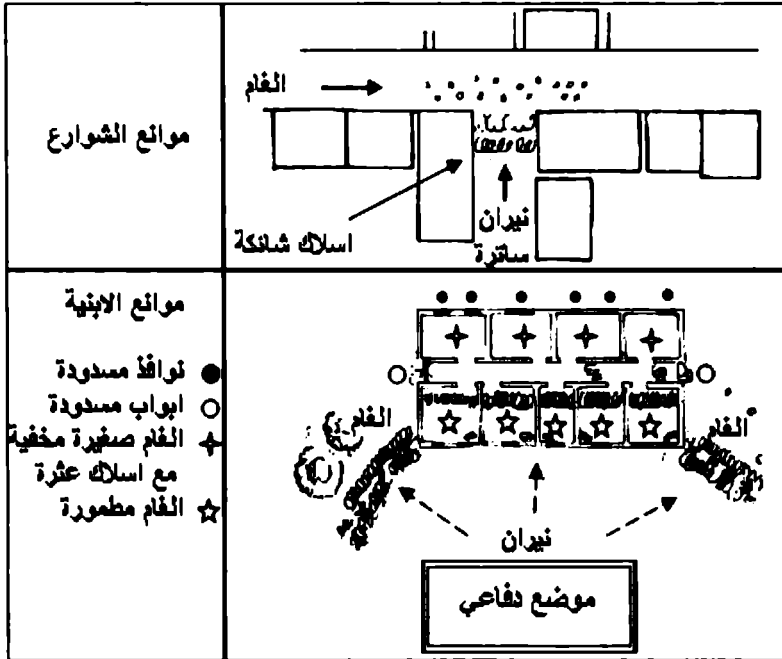 موانع الشوارع
الغام
اسلاك شائكة
نيران
ساترة
موانع الابنية
نوافذ مسدودة
ابواب مسدودة
الغام صغيرة مخفية
مع اسلاك عثرة
الغام مطمورة
الغام
الغام
نيران
موضع دفاعي